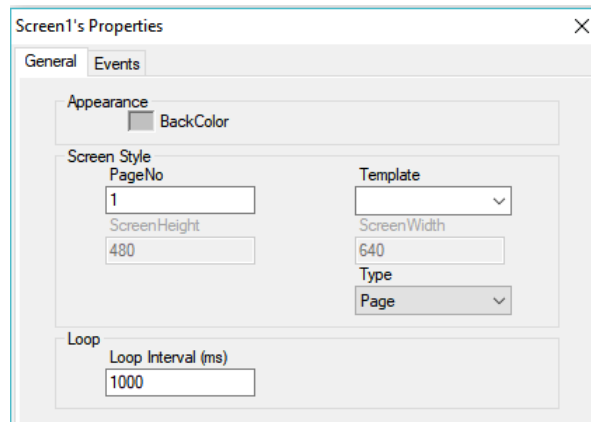 Screen1's Properties
General Events
Appearance
BackColor
Screen Style
PageNo Template
1
ScreenHeight ScreenWidth
480 640
Type
Page
Loop
Loop Interval (ms)
1000